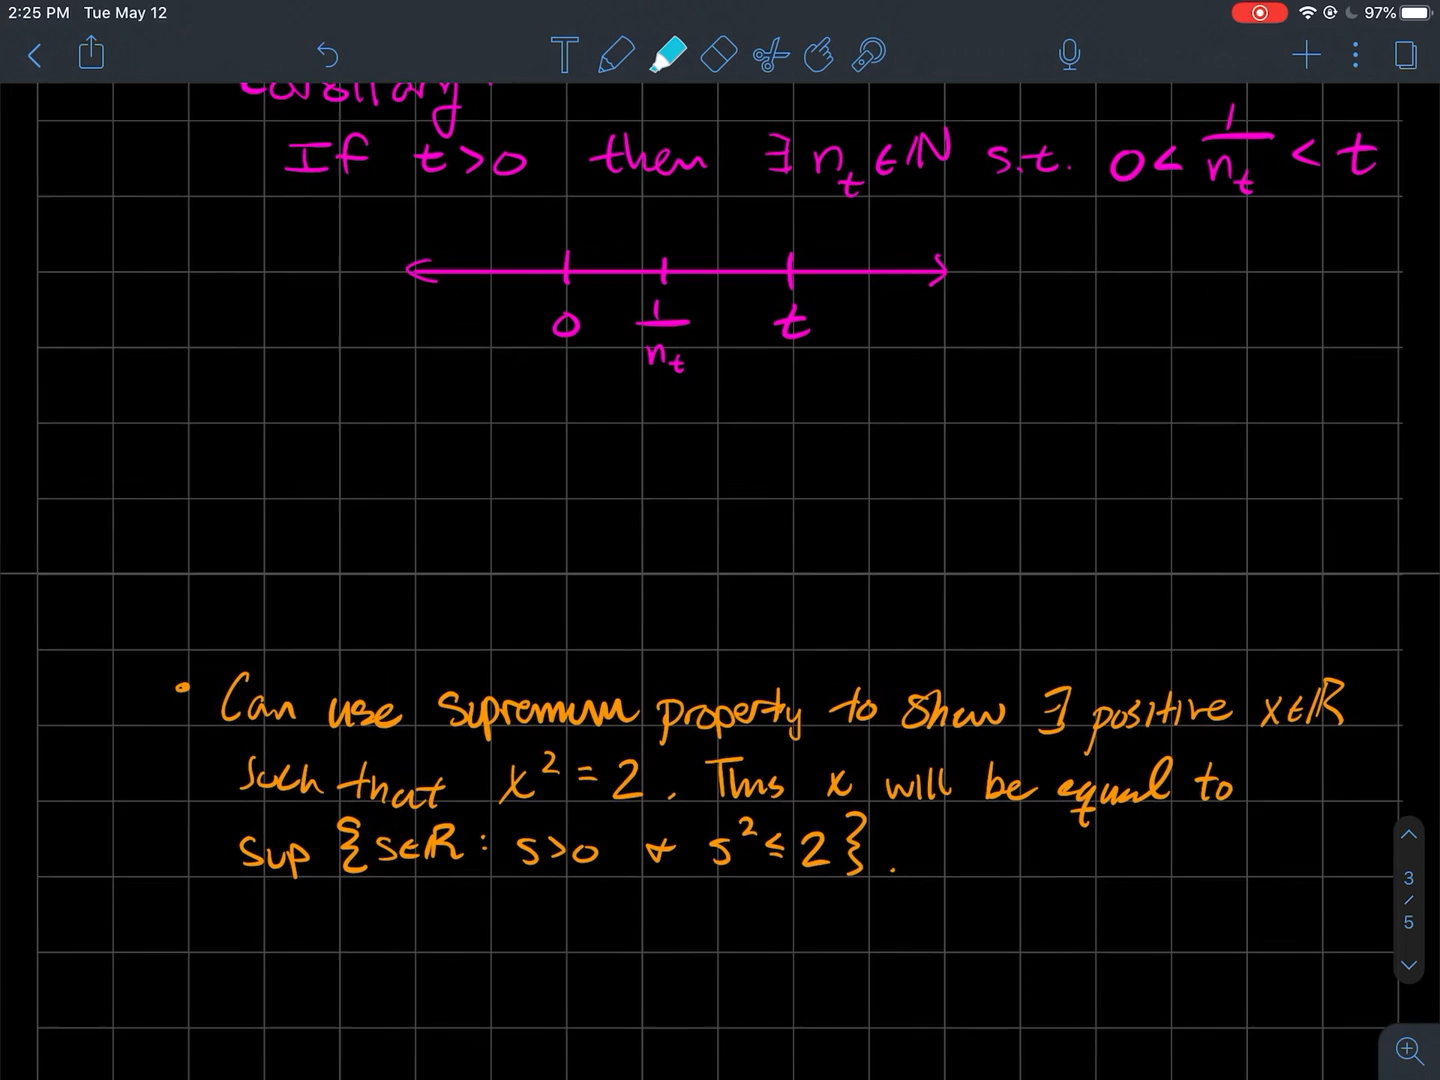 2:25 PM Tue May 12
97%
Corollary:
If t>0 then ∃ n_t ∈ ℕ s.t. 0 < 1/n_t < t
0 1/n_t t
• Can use supremum property to show ∃ positive x∈ℝ
such that x² = 2. This x will be equal to
sup {s∈ℝ : s>0 & s² ≤ 2}.
3
/
5